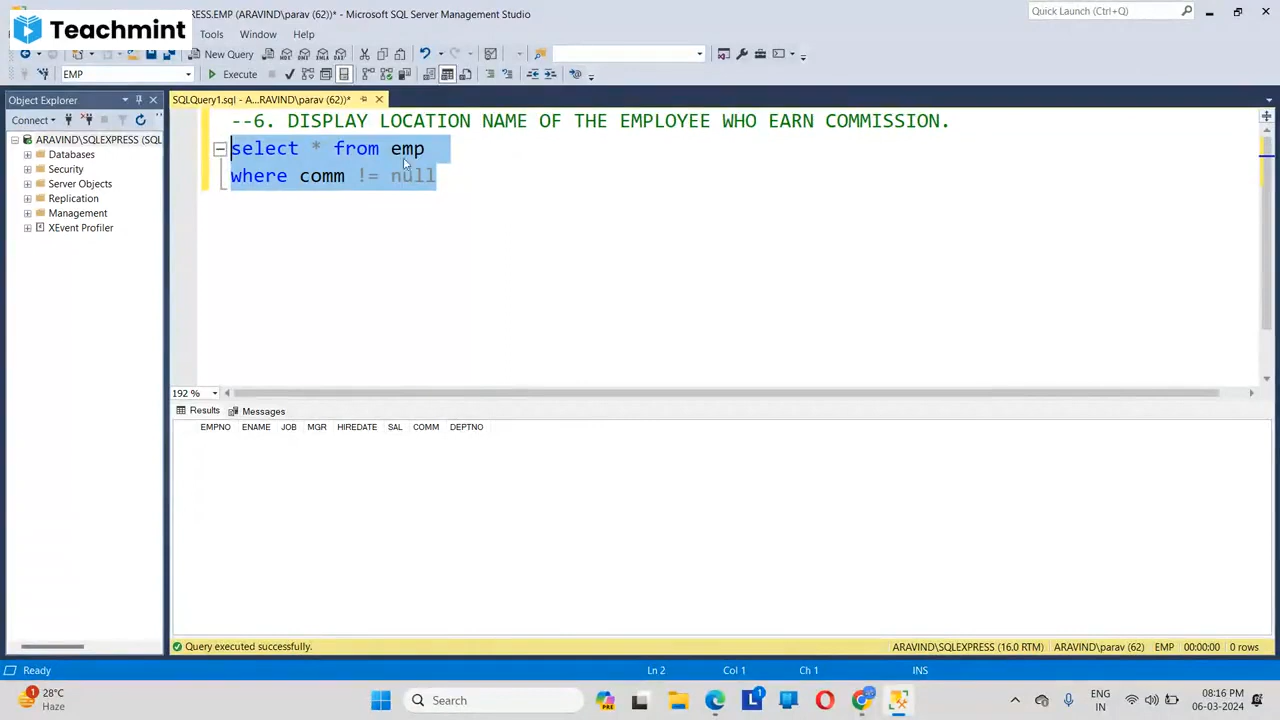 RESS.EMP (ARAVIND\parav (62))* - Microsoft SQL Server Management Studio
Quick Launch (Ctrl+Q)
Teachmint
Tools Window Help
New Query
EMP
Execute
Object Explorer
SQLQuery1.sql - A...RAVIND\parav (62))*
Connect
ARAVIND\SQLEXPRESS (SQL
Databases
Security
Server Objects
Replication
Management
XEvent Profiler
--6. DISPLAY LOCATION NAME OF THE EMPLOYEE WHO EARN COMMISSION.
select * from emp
where comm != null
192 %
Results Messages
EMPNO ENAME JOB MGR HIREDATE SAL COMM DEPTNO
Query executed successfully.
ARAVIND\SQLEXPRESS (16.0 RTM) ARAVIND\parav (62) EMP 00:00:00 0 rows
Ready Ln 2 Col 1 Ch 1 INS
28°C
Haze
Search
ENG
IN
08:16 PM
06-03-2024